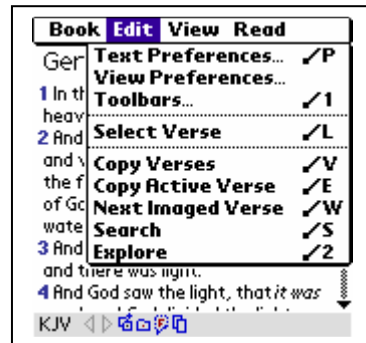 Book Edit View Read
Ger Text Preferences... /P
View Preferences...
1 In th Toolbars... /1
heav
2 And Select Verse /L
and Copy Verses /V
the f Copy Active Verse /E
of Go Next Imaged Verse /W
wate Search /S
3 And Explore /2
and there was light.
4 And God saw the light, that it was
KJV